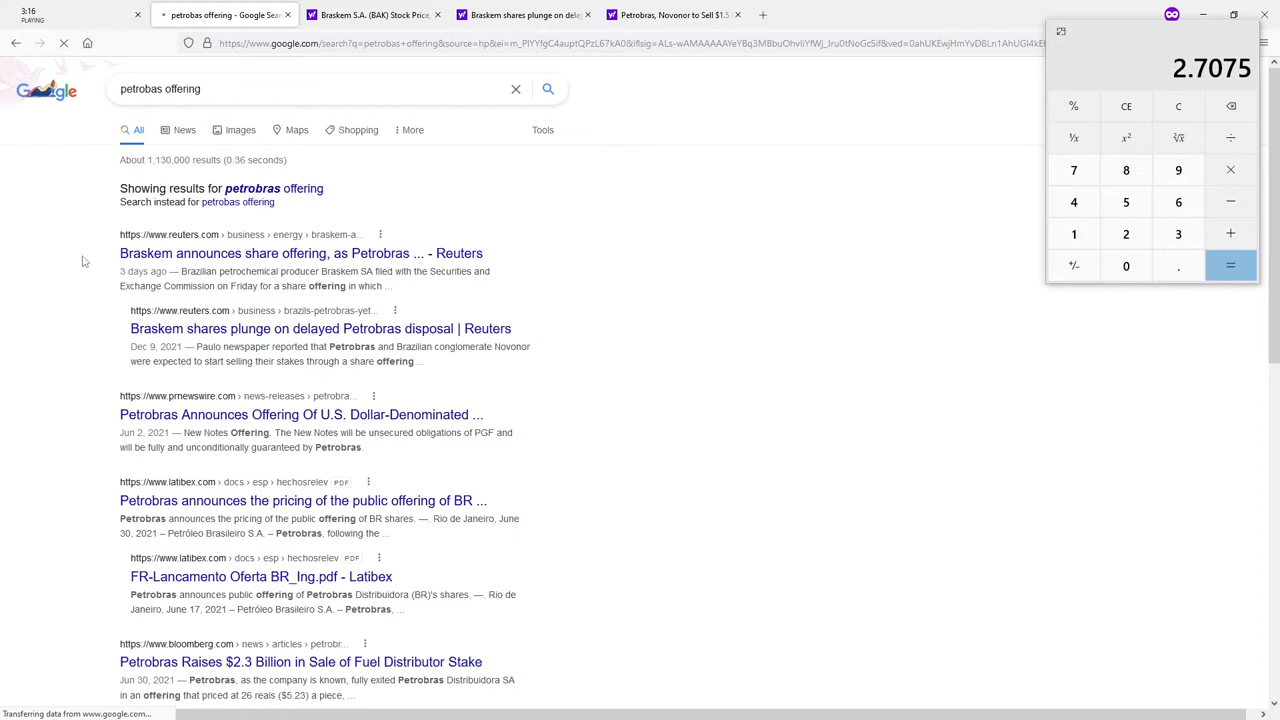 3:16
PLAYING
petrobas offering - Google Sear
Braskem S.A. (BAK) Stock Price,
Braskem shares plunge on dela
Petrobras, Novonor to Sell $1.5
https://www.google.com/search?q=petrobas+offering&source=hp&ei=
Google
petrobas offering
All
News
Images
Maps
Shopping
More
Tools
About 1,130,000 results (0.36 seconds)
Showing results for petrobras offering
Search instead for petrobas offering
https://www.reuters.com › business › energy › braskem-a...
Braskem announces share offering, as Petrobras ... - Reuters
3 days ago — Brazilian petrochemical producer Braskem SA filed with the Securities and
Exchange Commission on Friday for a share offering in which ...
https://www.reuters.com › business › brazils-petrobras-yet...
Braskem shares plunge on delayed Petrobras disposal | Reuters
Dec 9, 2021 — Paulo newspaper reported that Petrobras and Brazilian conglomerate Novonor
were expected to start selling their stakes through a share offering ...
https://www.prnewswire.com › news-releases › petrobra...
Petrobras Announces Offering Of U.S. Dollar-Denominated ...
Jun 2, 2021 — New Notes Offering. The New Notes will be unsecured obligations of PGF and
will be fully and unconditionally guaranteed by Petrobras.
https://www.latibex.com › docs › esp › hechosrelev PDF
Petrobras announces the pricing of the public offering of BR ...
Petrobras announces the pricing of the public offering of BR shares. —. Rio de Janeiro, June
30, 2021 – Petróleo Brasileiro S.A. – Petrobras, following the ...
https://www.latibex.com › docs › esp › hechosrelev PDF
FR-Lancamento Oferta BR_Ing.pdf - Latibex
Petrobras announces public offering of Petrobras Distribuidora (BR)'s shares. —. Rio de
Janeiro, June 17, 2021 – Petróleo Brasileiro S.A. – Petrobras, ...
https://www.bloomberg.com › news › articles › petrobr...
Petrobras Raises $2.3 Billion in Sale of Fuel Distributor Stake
Jun 30, 2021 — Petrobras, as the company is known, fully exited Petrobras Distribuidora SA
in an offering that priced at 26 reais ($5.23) a piece, ...
Transferring data from www.google.com...
2.7075
% CE C
¹/x x² ²√x ÷
7 8 9 ×
4 5 6 −
1 2 3 +
+/− 0 . =